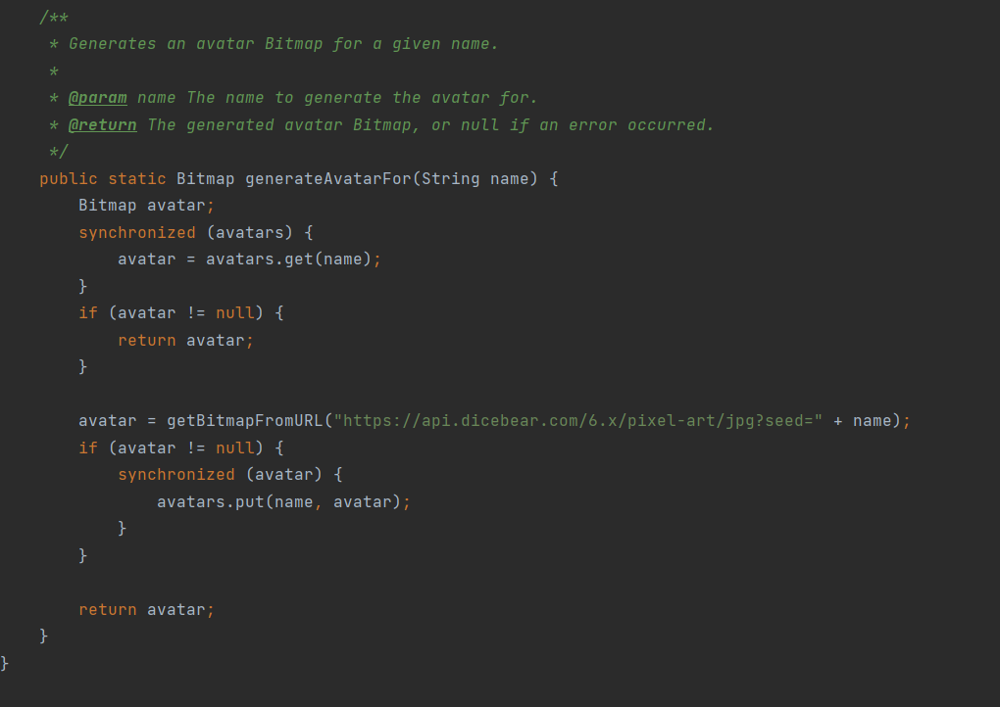 /**
 * Generates an avatar Bitmap for a given name.
 *
 * @param name The name to generate the avatar for.
 * @return The generated avatar Bitmap, or null if an error occurred.
 */
public static Bitmap generateAvatarFor(String name) {
    Bitmap avatar;
    synchronized (avatars) {
        avatar = avatars.get(name);
    }
    if (avatar != null) {
        return avatar;
    }

    avatar = getBitmapFromURL("https://api.dicebear.com/6.x/pixel-art/jpg?seed=" + name);
    if (avatar != null) {
        synchronized (avatar) {
            avatars.put(name, avatar);
        }
    }

    return avatar;
}
}